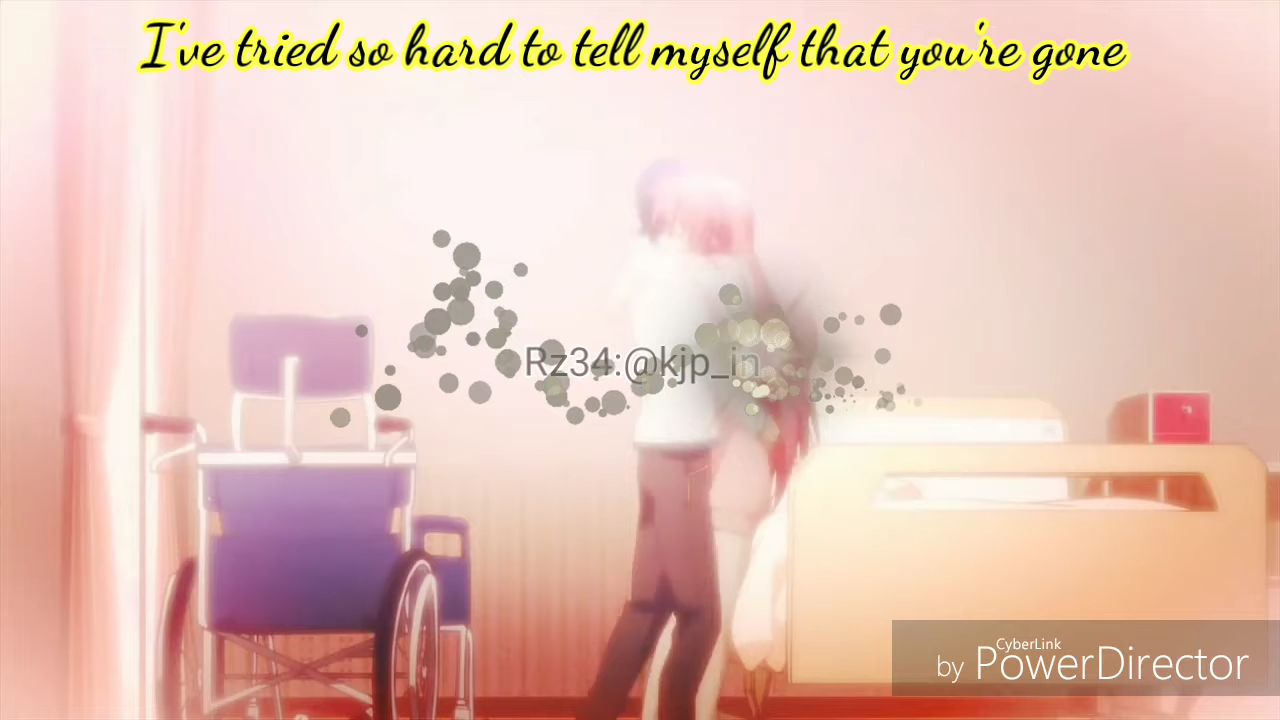 I've tried so hard to tell myself that you're gone
Rz34:@kjp_in
CyberLink
by PowerDirector